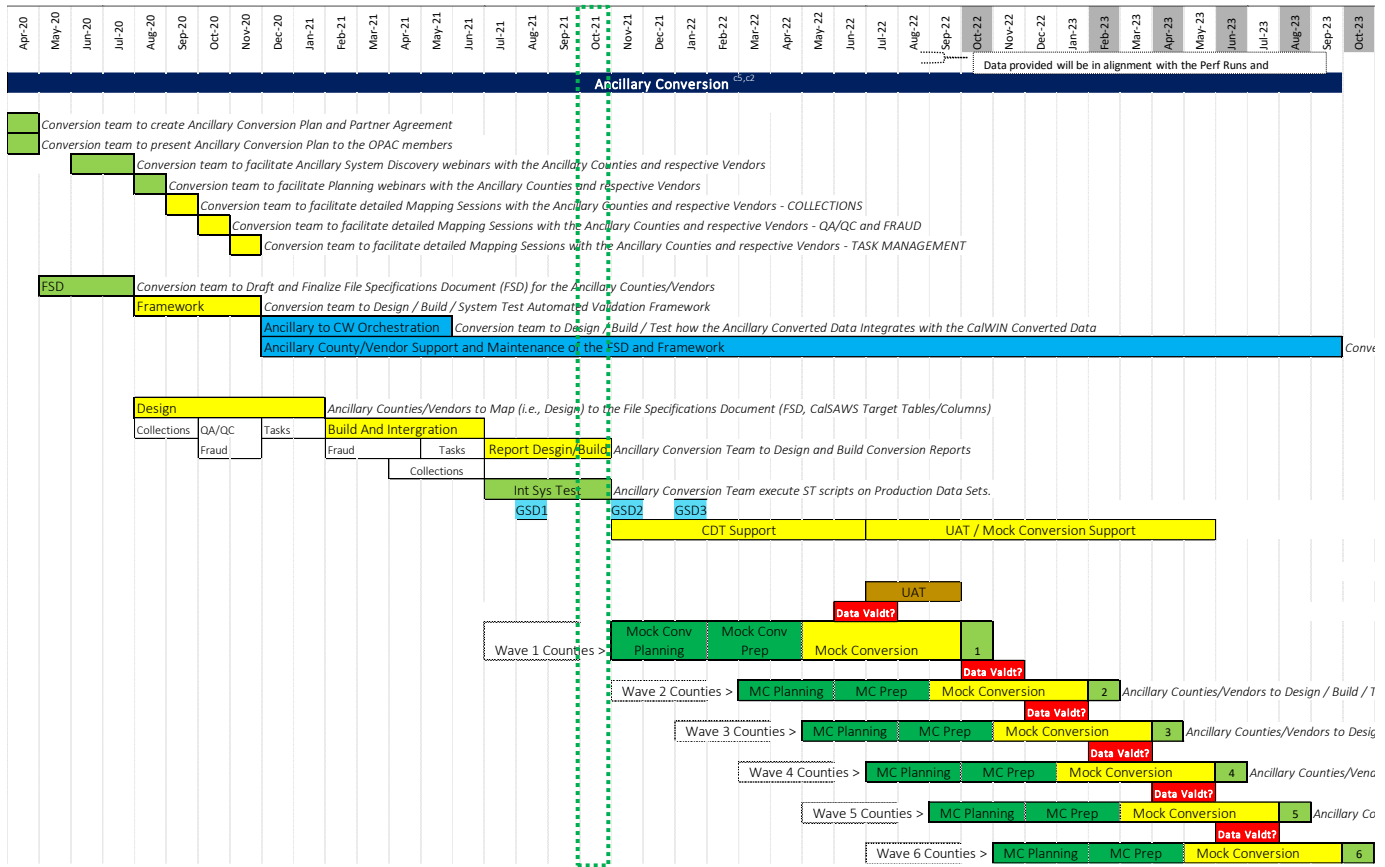 Apr-20 May-20 Jun-20 Jul-20 Aug-20 Sep-20 Oct-20 Nov-20 Dec-20 Jan-21 Feb-21 Mar-21 Apr-21 May-21 Jun-21 Jul-21 Aug-21 Sep-21 Oct-21 Nov-21 Dec-21 Jan-22 Feb-22 Mar-22 Apr-22 May-22 Jun-22 Jul-22 Aug-22 Sep-22 Oct-22 Nov-22 Dec-22 Jan-23 Feb-23 Mar-23 Apr-23 May-23 Jun-23 Jul-23 Aug-23 Sep-23 Oct-23
Data provided will be in alignment with the Perf Runs and
Ancillary Conversion c5,c2
Conversion team to create Ancillary Conversion Plan and Partner Agreement
Conversion team to present Ancillary Conversion Plan to the OPAC members
Conversion team to facilitate Ancillary System Discovery webinars with the Ancillary Counties and respective Vendors
Conversion team to facilitate Planning webinars with the Ancillary Counties and respective Vendors
Conversion team to facilitate detailed Mapping Sessions with the Ancillary Counties and respective Vendors - COLLECTIONS
Conversion team to facilitate detailed Mapping Sessions with the Ancillary Counties and respective Vendors - QA/QC and FRAUD
Conversion team to facilitate detailed Mapping Sessions with the Ancillary Counties and respective Vendors - TASK MANAGEMENT
FSD Conversion team to Draft and Finalize File Specifications Document (FSD) for the Ancillary Counties/Vendors
Framework Conversion team to Design / Build / System Test Automated Validation Framework
Ancillary to CW Orchestration Conversion team to Design / Build / Test how the Ancillary Converted Data Integrates with the CalWIN Converted Data
Ancillary County/Vendor Support and Maintenance of the FSD and Framework Conve
Design Ancillary Counties/Vendors to Map (i.e., Design) to the File Specifications Document (FSD, CalSAWS Target Tables/Columns)
Collections QA/QC Tasks Build And Intergration
Fraud Fraud Tasks Report Desgin/Build Ancillary Conversion Team to Design and Build Conversion Reports
Collections
Int Sys Test Ancillary Conversion Team execute ST scripts on Production Data Sets.
GSD1 GSD2 GSD3
CDT Support UAT / Mock Conversion Support
UAT
Data Valdt?
Mock Conv Mock Conv
Wave 1 Counties > Planning Prep Mock Conversion 1
Data Valdt?
Wave 2 Counties > MC Planning MC Prep Mock Conversion 2 Ancillary Counties/Vendors to Design / Build / T
Data Valdt?
Wave 3 Counties > MC Planning MC Prep Mock Conversion 3 Ancillary Counties/Vendors to Desig
Data Valdt?
Wave 4 Counties > MC Planning MC Prep Mock Conversion 4 Ancillary Counties/Vend
Data Valdt?
Wave 5 Counties > MC Planning MC Prep Mock Conversion 5 Ancillary Co
Data Valdt?
Wave 6 Counties > MC Planning MC Prep Mock Conversion 6